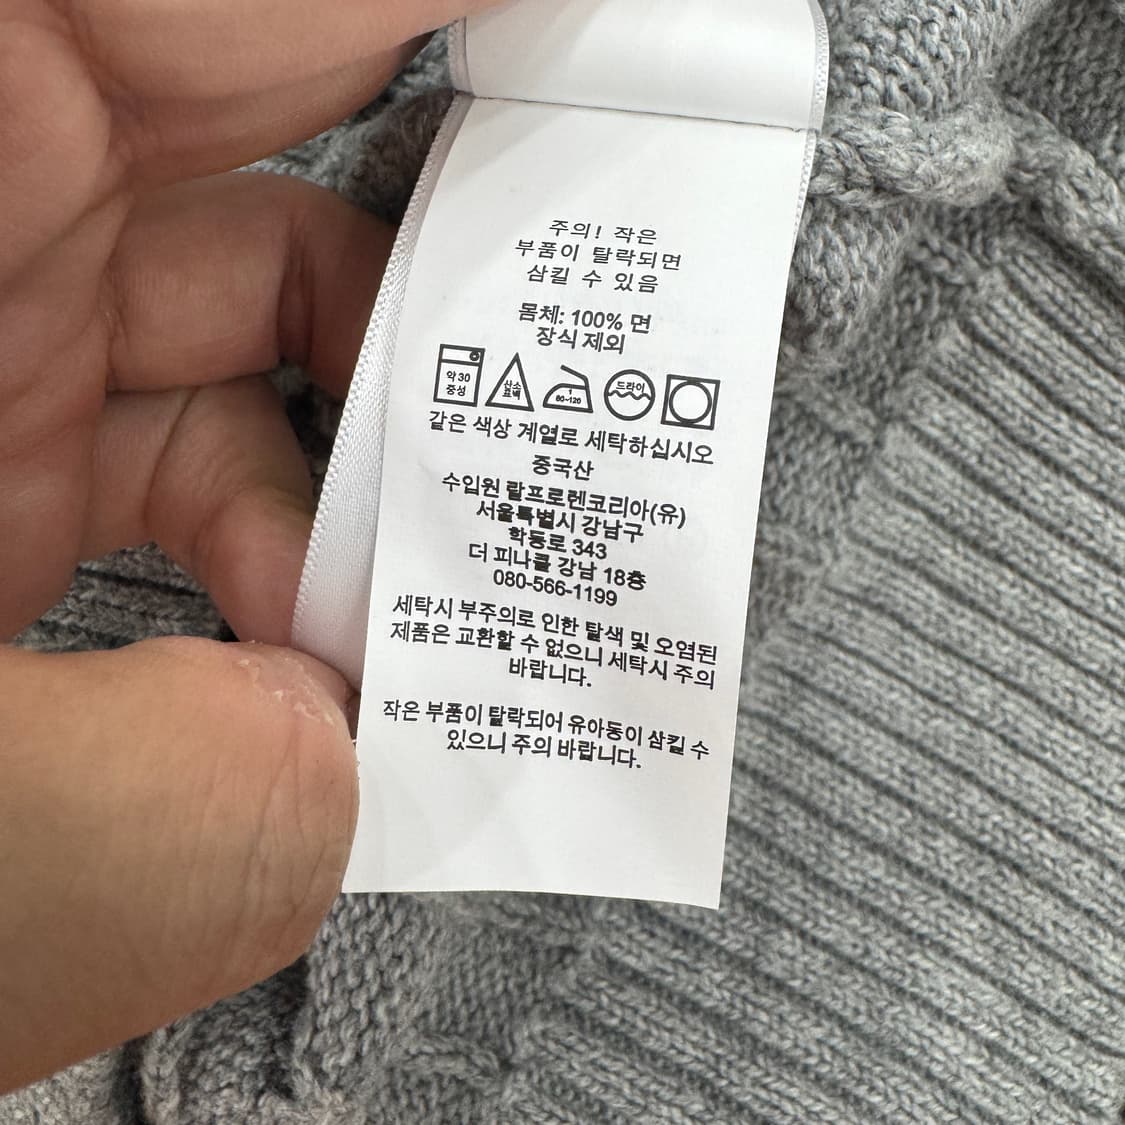 주의! 작은
부품이 탈락되면
삼킬 수 있음
몸체: 100% 면
장식 제외
약 30
중성
산소
표백
1
80~120
드라이
같은 색상 계열로 세탁하십시오
중국산
수입원 랄프로렌코리아(유)
서울특별시 강남구
학동로 343
더 피나클 강남 18층
080-566-1199
세탁시 부주의로 인한 탈색 및 오염된
제품은 교환할 수 없으니 세탁시 주의
바랍니다.
작은 부품이 탈락되어 유아동이 삼킬 수
있으니 주의 바랍니다.